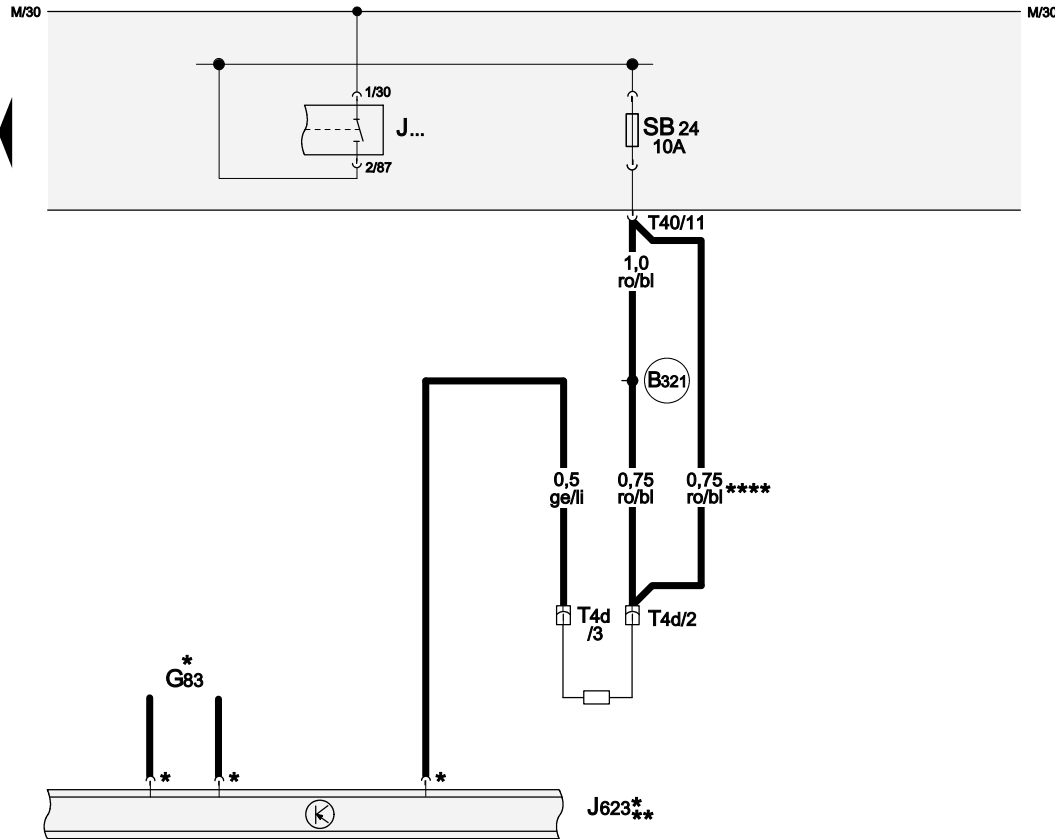 M/30
M/30
1/30
J...
2/87
SB 24
10A
T40/11
1,0
ro/bl
B321
0,5
ge/li
0,75
ro/bl
0,75
ro/bl ****
T4d
/3
T4d/2
*
G83
*
*
*
J623*
**